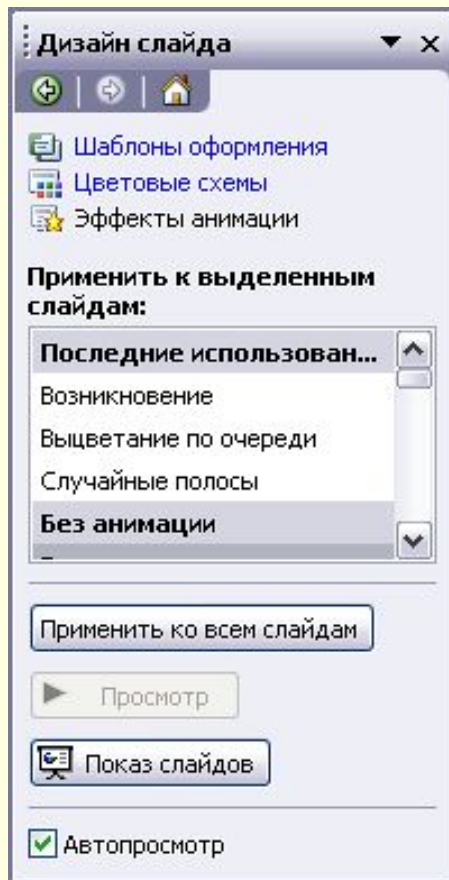 Дизайн слайда
Шаблоны оформления
Цветовые схемы
Эффекты анимации
Применить к выделенным
слайдам:
Последние использован...
Возникновение
Выцветание по очереди
Случайные полосы
Без анимации
Применить ко всем слайдам
Просмотр
Показ слайдов
Автопросмотр